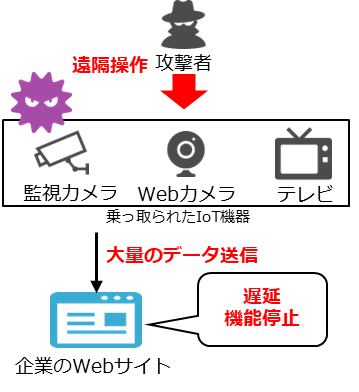 遠隔操作
攻撃者
監視カメラ
Webカメラ
テレビ
乗っ取られたIoT機器
大量のデータ送信
遅延
機能停止
企業のWebサイト